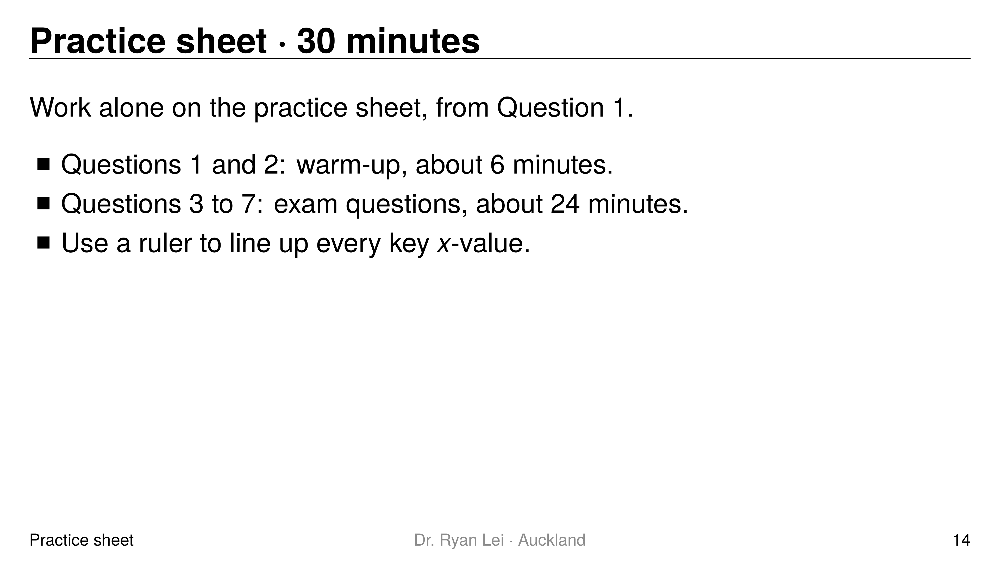 Practice sheet · 30 minutes
Work alone on the practice sheet, from Question 1.
■ Questions 1 and 2: warm-up, about 6 minutes.
■ Questions 3 to 7: exam questions, about 24 minutes.
■ Use a ruler to line up every key x-value.
Practice sheet
Dr. Ryan Lei · Auckland
14